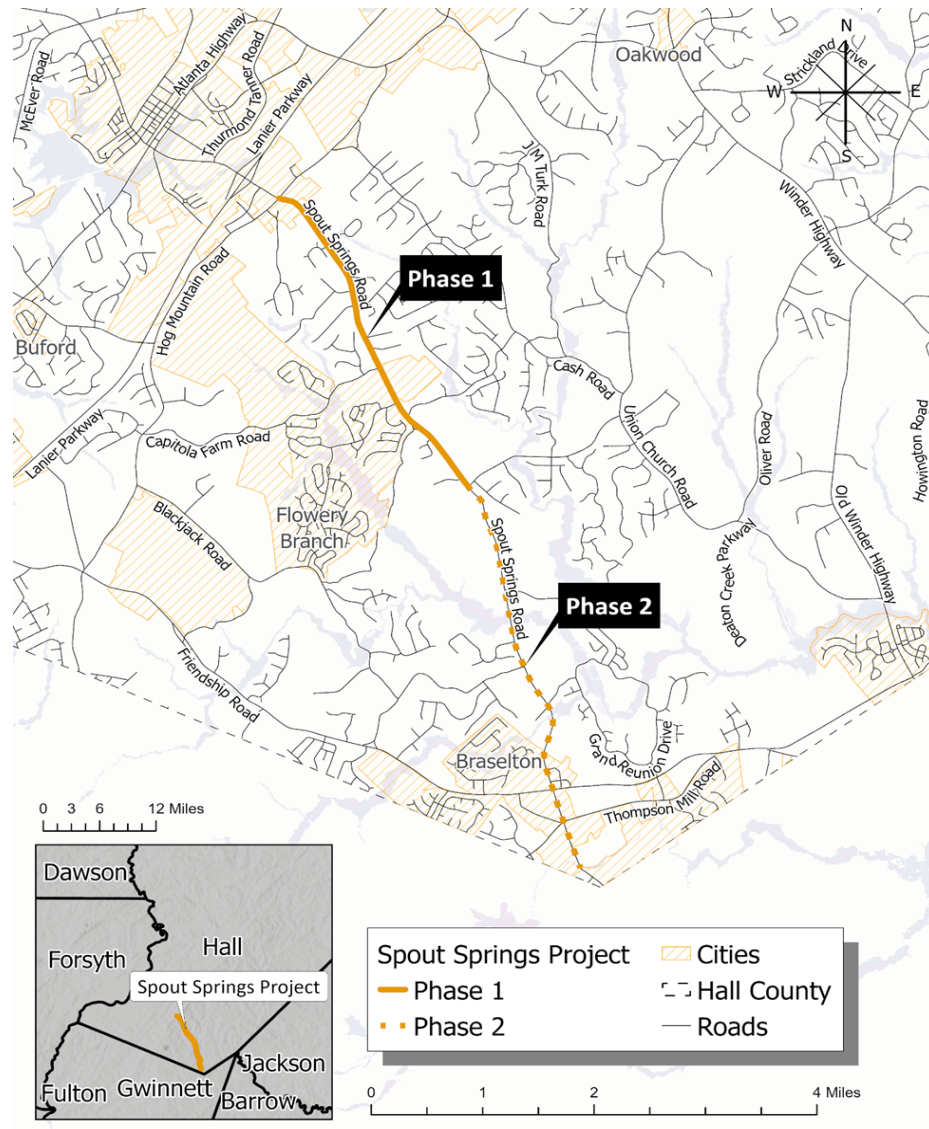 N
W
E
S
Oakwood
Strickland Drive
Atlanta Highway
McEver Road
Thurmond Tanner Road
Lanier Parkway
J M Turk Road
Winder Highway
Spout Springs Road
Phase 1
Hog Mountain Road
Buford
Cash Road
Union Church Road
Oliver Road
Howington Road
Lanier Parkway
Capitola Farm Road
Old Winder Highway
Flowery
Branch
Blackjack Road
Spout Springs Road
Deaton Creek Parkway
Phase 2
Friendship Road
Grand Reunion Drive
Braselton
Thompson Mill Road
0 3 6 12 Miles
Dawson
Forsyth
Hall
Spout Springs Project
Fulton
Gwinnett
Jackson
Barrow
Spout Springs Project
Phase 1
Phase 2
Cities
Hall County
Roads
0 1 2 4 Miles